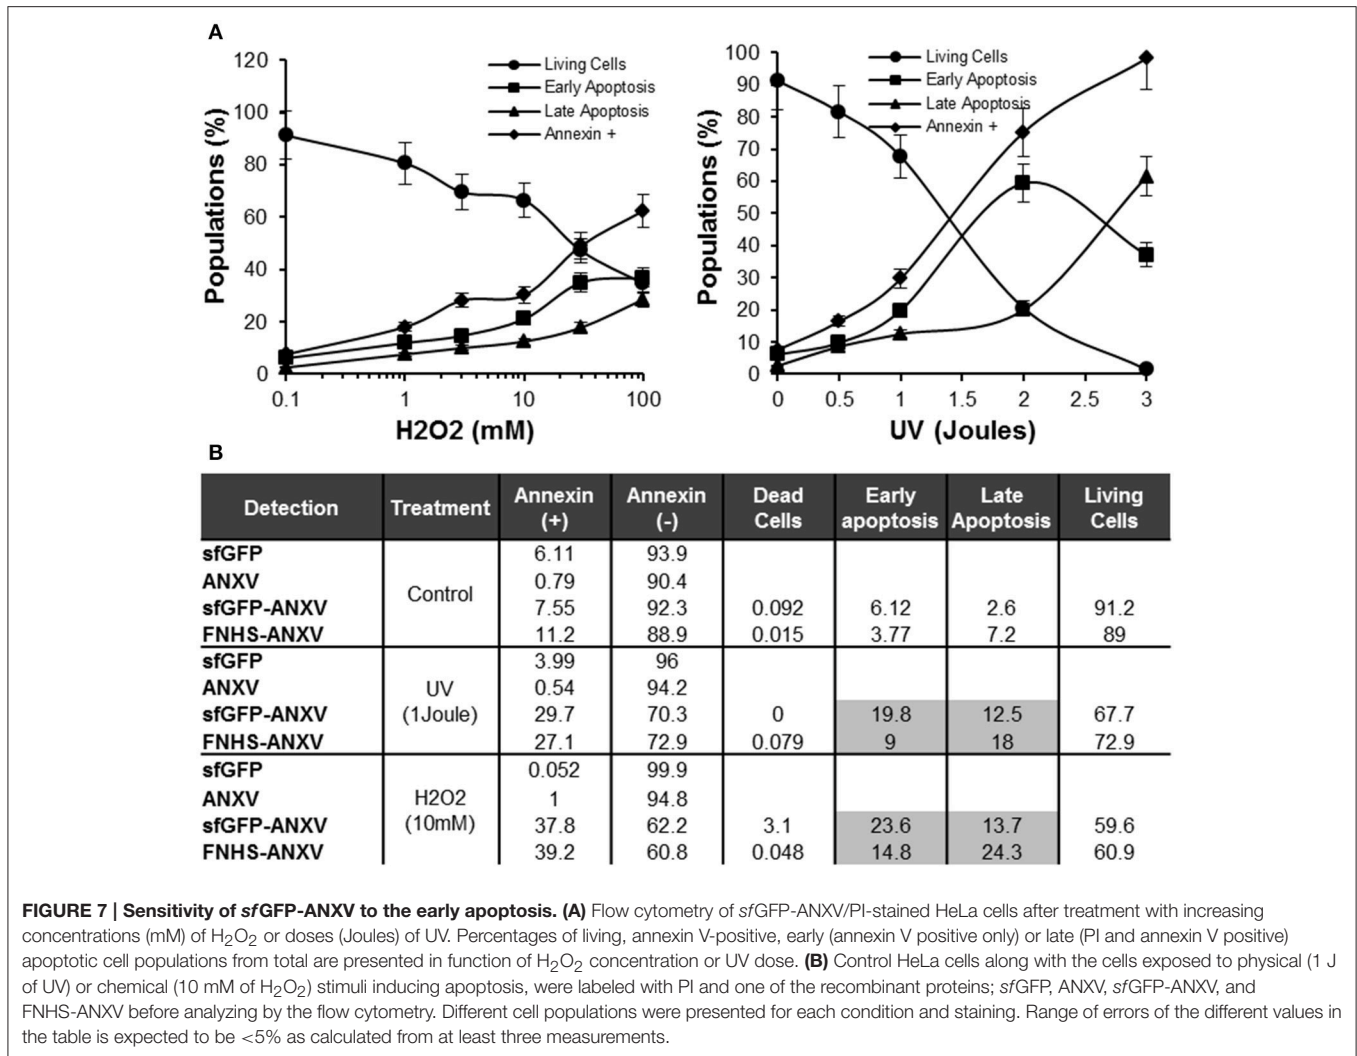 A
120
100
80
60
40
20
0
Populations (%)
Living Cells
Early Apoptosis
Late Apoptosis
Annexin +
0.1 1 10 100
H2O2 (mM)
100
90
80
70
60
50
40
30
20
10
0
Populations (%)
Living Cells
Early Apoptosis
Late Apoptosis
Annexin +
0 0.5 1 1.5 2 2.5 3
UV (Joules)
B
Detection Treatment Annexin (+) Annexin (-) Dead Cells Early apoptosis Late Apoptosis Living Cells
sfGFP 6.11 93.9
ANXV 0.79 90.4
Control
sfGFP-ANXV 7.55 92.3 0.092 6.12 2.6 91.2
FNHS-ANXV 11.2 88.9 0.015 3.77 7.2 89
sfGFP 3.99 96
ANXV UV 0.54 94.2
sfGFP-ANXV (1Joule) 29.7 70.3 0 19.8 12.5 67.7
FNHS-ANXV 27.1 72.9 0.079 9 18 72.9
sfGFP 0.052 99.9
ANXV H2O2 1 94.8
sfGFP-ANXV (10mM) 37.8 62.2 3.1 23.6 13.7 59.6
FNHS-ANXV 39.2 60.8 0.048 14.8 24.3 60.9
FIGURE 7 | Sensitivity of sfGFP-ANXV to the early apoptosis. (A) Flow cytometry of sfGFP-ANXV/PI-stained HeLa cells after treatment with increasing
concentrations (mM) of H2O2 or doses (Joules) of UV. Percentages of living, annexin V-positive, early (annexin V positive only) or late (PI and annexin V positive)
apoptotic cell populations from total are presented in function of H2O2 concentration or UV dose. (B) Control HeLa cells along with the cells exposed to physical (1 J
of UV) or chemical (10 mM of H2O2) stimuli inducing apoptosis, were labeled with PI and one of the recombinant proteins; sfGFP, ANXV, sfGFP-ANXV, and
FNHS-ANXV before analyzing by the flow cytometry. Different cell populations were presented for each condition and staining. Range of errors of the different values in
the table is expected to be <5% as calculated from at least three measurements.